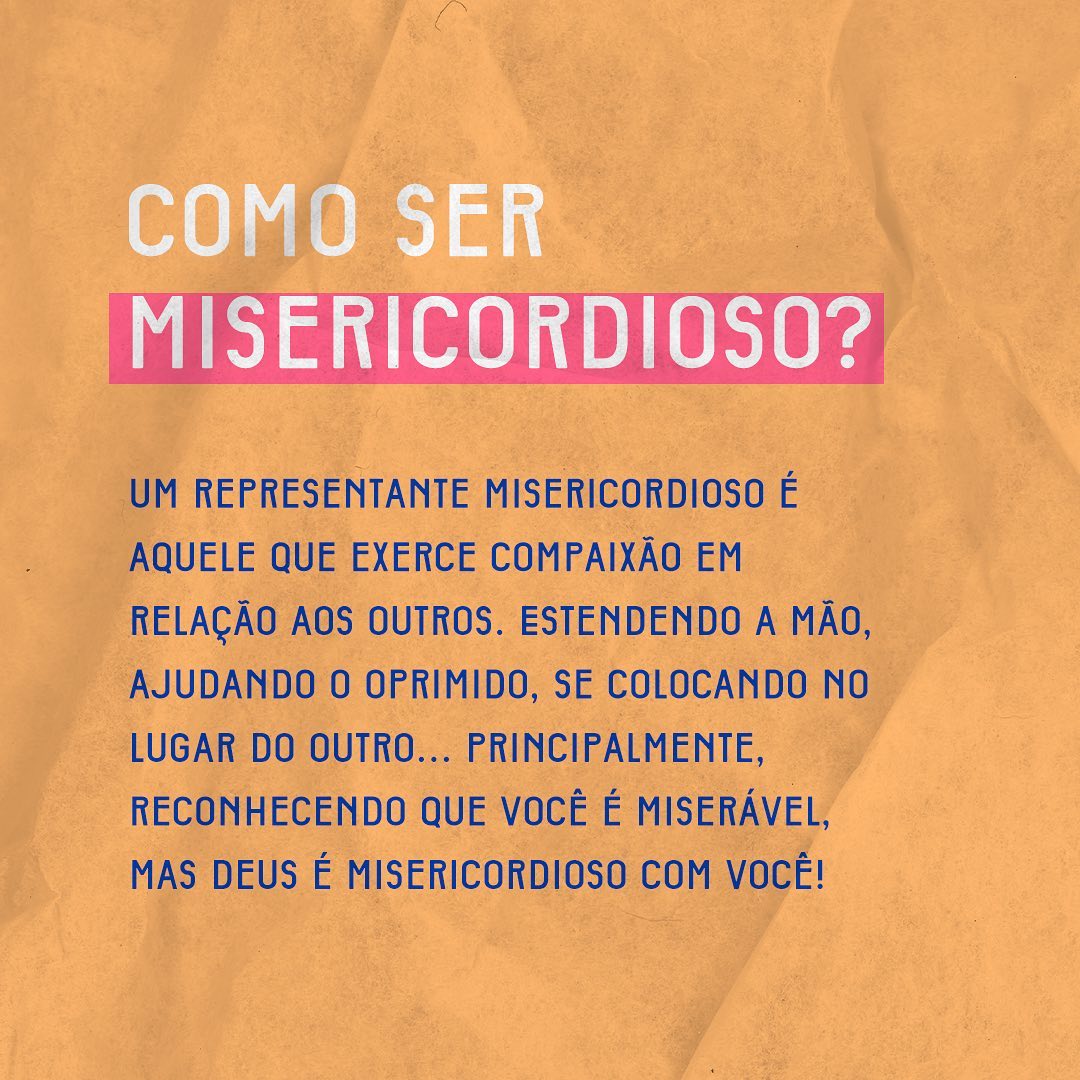 COMO SER
MISERICORDIOSO?
UM REPRESENTANTE MISERICORDIOSO É
AQUELE QUE EXERCE COMPAIXÃO EM
RELAÇÃO AOS OUTROS. ESTENDENDO A MÃO,
AJUDANDO O OPRIMIDO, SE COLOCANDO NO
LUGAR DO OUTRO... PRINCIPALMENTE,
RECONHECENDO QUE VOCÊ É MISERÁVEL,
MAS DEUS É MISERICORDIOSO COM VOCÊ!